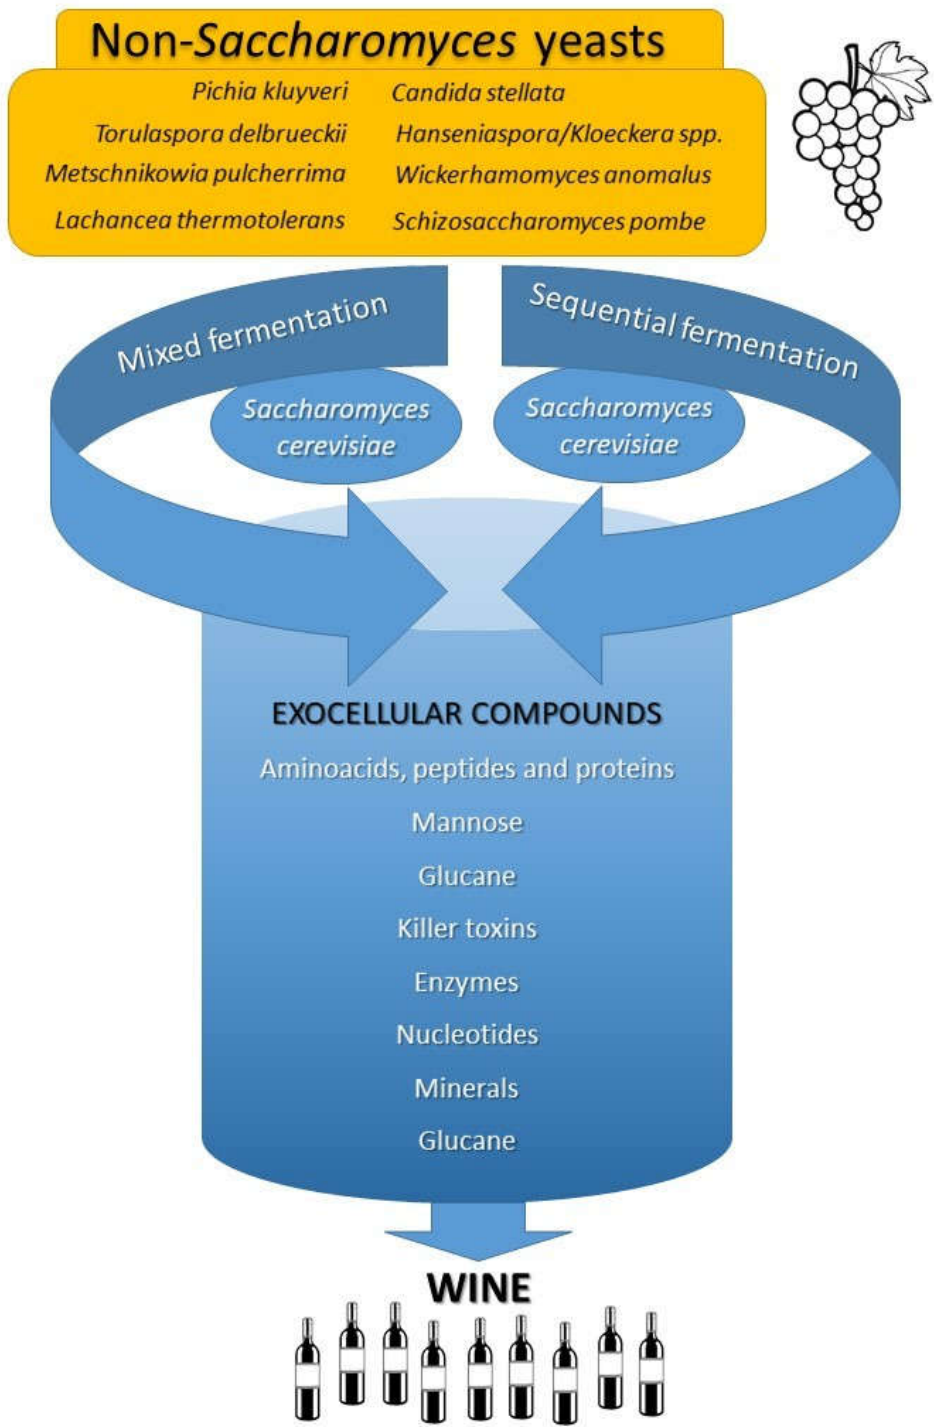 Non-Saccharomyces yeasts
Pichia kluyveri
Candida stellata
Torulaspora delbrueckii
Hanseniaspora/Kloeckera spp.
Metschnikowia pulcherrima
Wickerhamomyces anomalus
Lachancea thermotolerans
Schizosaccharomyces pombe
Mixed fermentation
Sequential fermentation
Saccharomyces
cerevisiae
Saccharomyces
cerevisiae
EXOCELLULAR COMPOUNDS
Aminoacids, peptides and proteins
Mannose
Glucane
Killer toxins
Enzymes
Nucleotides
Minerals
Glucane
WINE